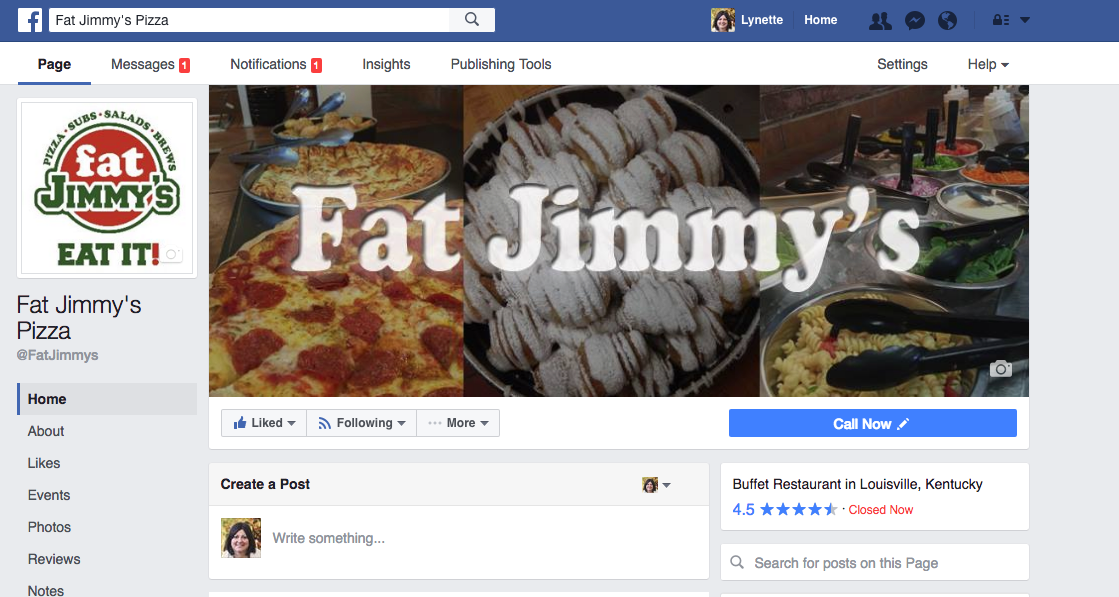 Fat Jimmy's Pizza
Lynette Home
Page Messages 1 Notifications 1 Insights Publishing Tools Settings Help
PIZZA • SUBS • SALADS • BREWS
fat
JIMMY'S
EAT IT!
Fat Jimmy's
Fat Jimmy's
Pizza
@FatJimmys
Home
About
Likes
Events
Photos
Reviews
Notes
Liked Following More Call Now
Create a Post
Write something...
Buffet Restaurant in Louisville, Kentucky
4.5 ★★★★★ · Closed Now
Search for posts on this Page